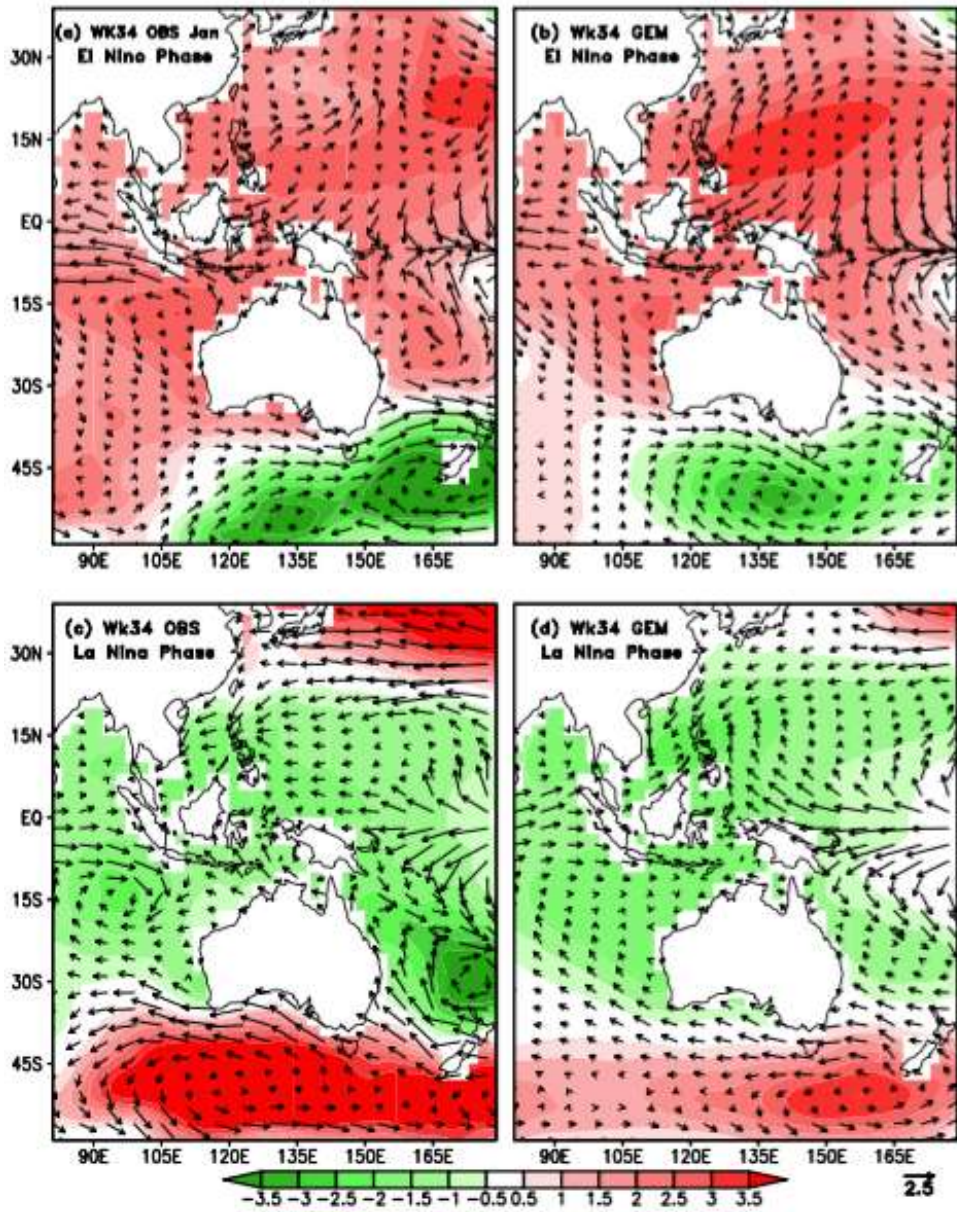 (a) WK34 OBS Jan
El Nino Phase
(b) Wk34 GEM
El Nino Phase
30N
15N
EQ
15S
30S
45S
90E 105E 120E 135E 150E 165E
90E 105E 120E 135E 150E 165E
(c) Wk34 OBS
La Nina Phase
(d) Wk34 GEM
La Nina Phase
30N
15N
EQ
15S
30S
45S
90E 105E 120E 135E 150E 165E
90E 105E 120E 135E 150E 165E
-3.5 -3 -2.5 -2 -1.5 -1 -0.5 0.5 1 1.5 2 2.5 3 3.5
2.5